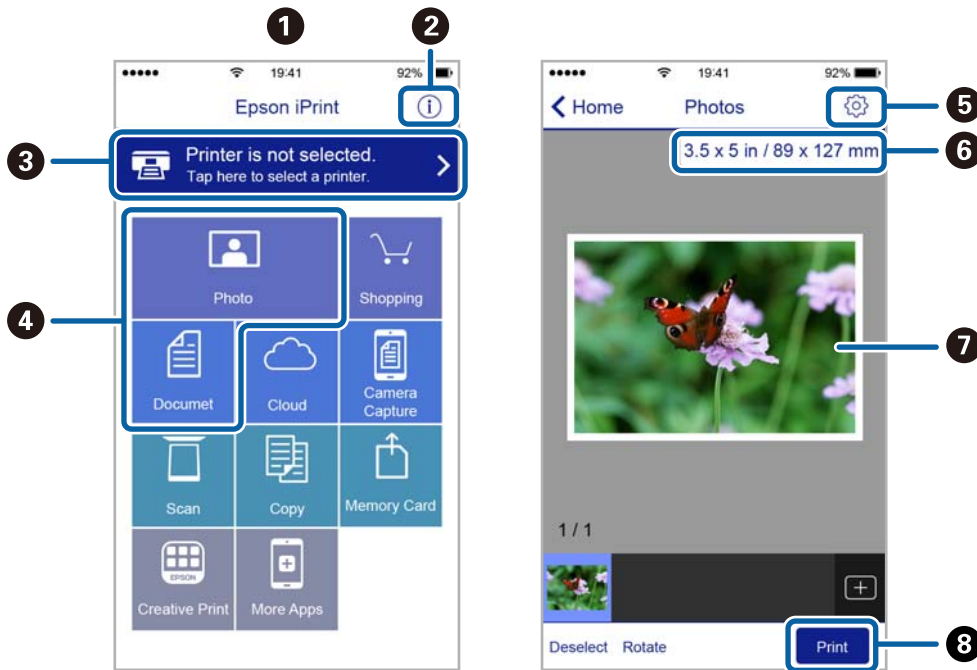 1
2
19:41
92%
Epson iPrint
3
Printer is not selected.
Tap here to select a printer.
4
Photo
Shopping
Documet
Cloud
Camera
Capture
Scan
Copy
Memory Card
EPSON
Creative Print
More Apps
19:41
92%
Home
Photos
5
3.5 x 5 in / 89 x 127 mm
6
7
1 / 1
Deselect
Rotate
Print
8